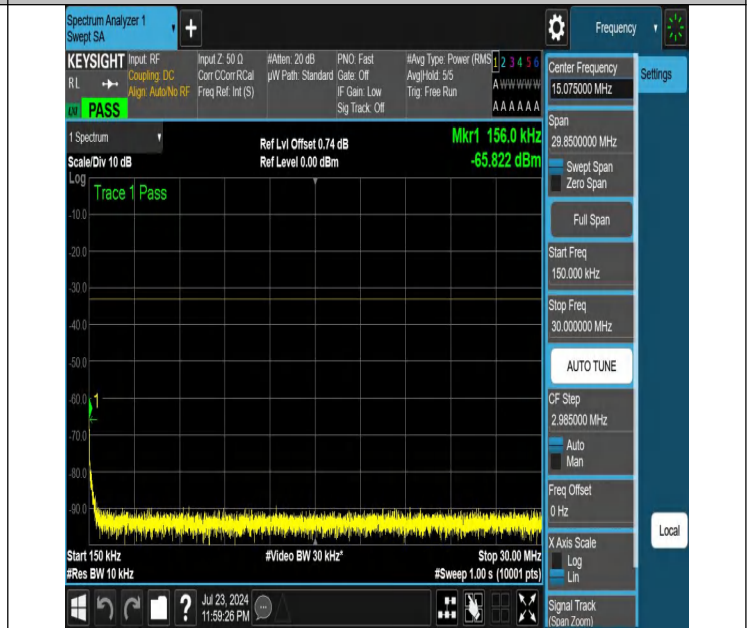 Spectrum Analyzer 1
Swept SA
+
Frequency
KEYSIGHT
RL
PASS
Input: RF
Coupling: DC
Align: Auto/No RF
Input Z: 50 Ω
Corr CCorr RCal
Freq Ref: Int (S)
#Atten: 20 dB
µW Path: Standard
PNO: Fast
Gate: Off
IF Gain: Low
Sig Track: Off
#Avg Type: Power (RMS
Avg|Hold: 5/5
Trig: Free Run
1 2 3 4 5 6
A W W W W W
A A A A A A
1 Spectrum
Scale/Div 10 dB
Ref Lvl Offset 0.74 dB
Ref Level 0.00 dBm
Mkr1 156.0 kHz
-65.822 dBm
Log
Trace 1 Pass
-10.0
-20.0
-30.0
-40.0
-50.0
-60.0
1
-70.0
-80.0
-90.0
Start 150 kHz
#Res BW 10 kHz
#Video BW 30 kHz*
Stop 30.00 MHz
#Sweep 1.00 s (10001 pts)
Center Frequency
15.075000 MHz
Span
29.8500000 MHz
Swept Span
Zero Span
Full Span
Start Freq
150.000 kHz
Stop Freq
30.000000 MHz
AUTO TUNE
CF Step
2.985000 MHz
Auto
Man
Freq Offset
0 Hz
X Axis Scale
Log
Lin
Signal Track
(Span Zoom)
Settings
Local
?
Jul 23, 2024
11:59:26 PM